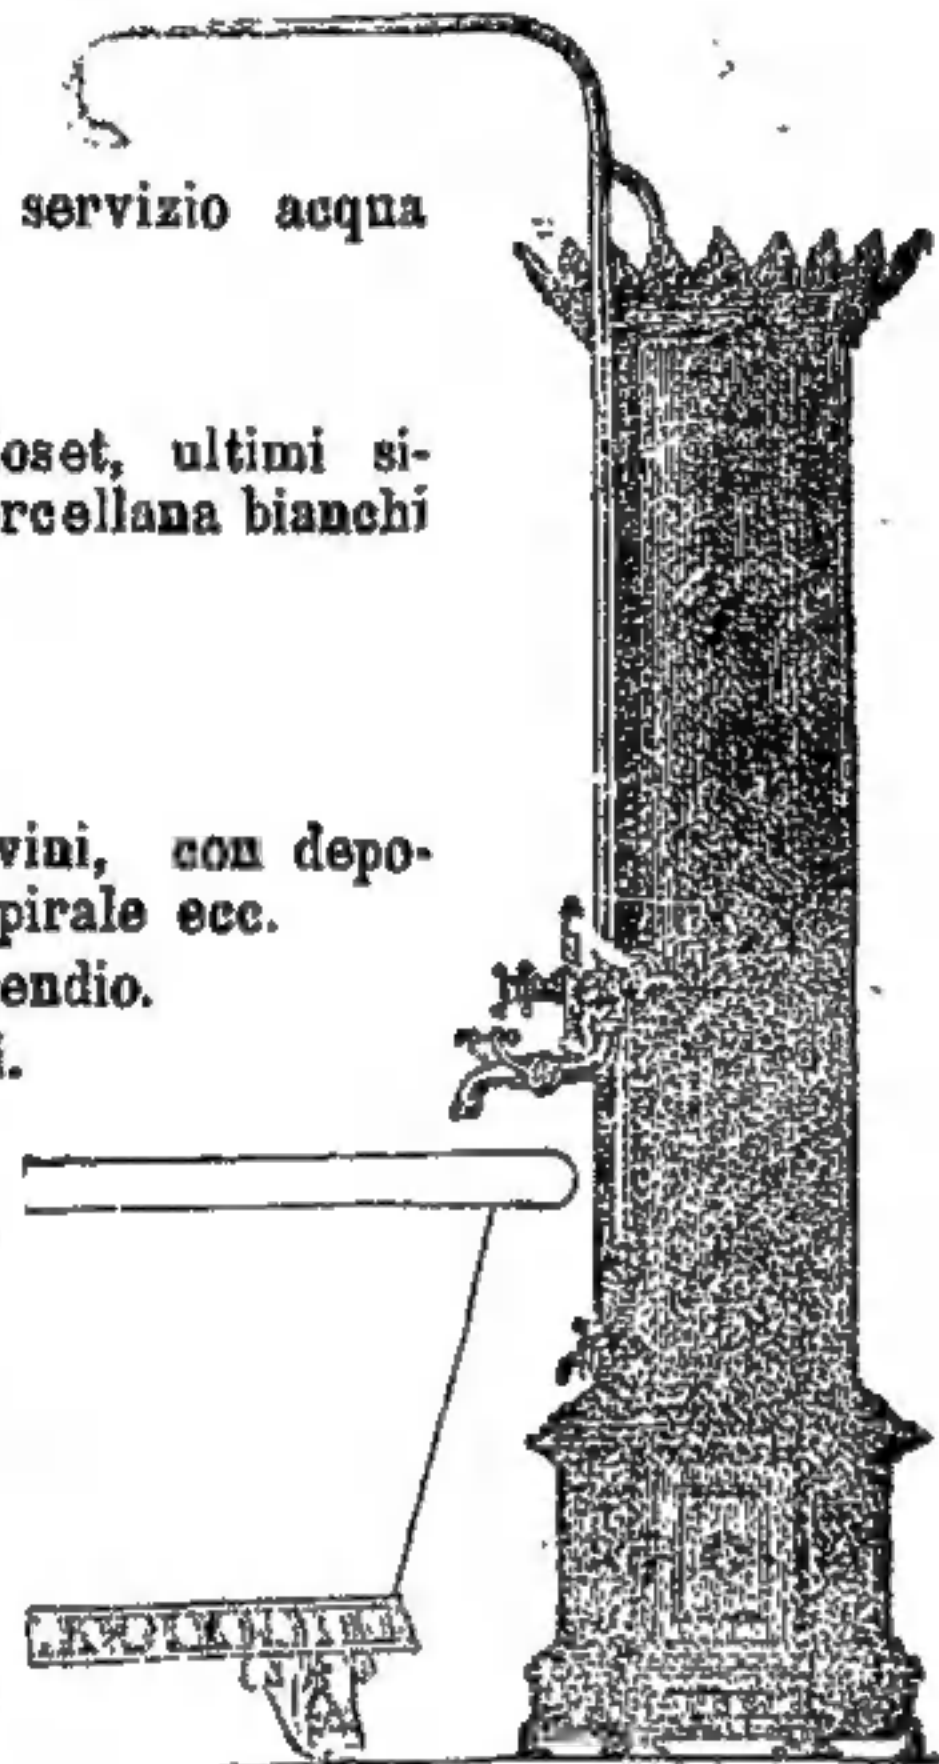 servizio acqua
oset, ultimi si-
rcellana bianchi
vini, con depo-
pirale ecc.
endio.
i.